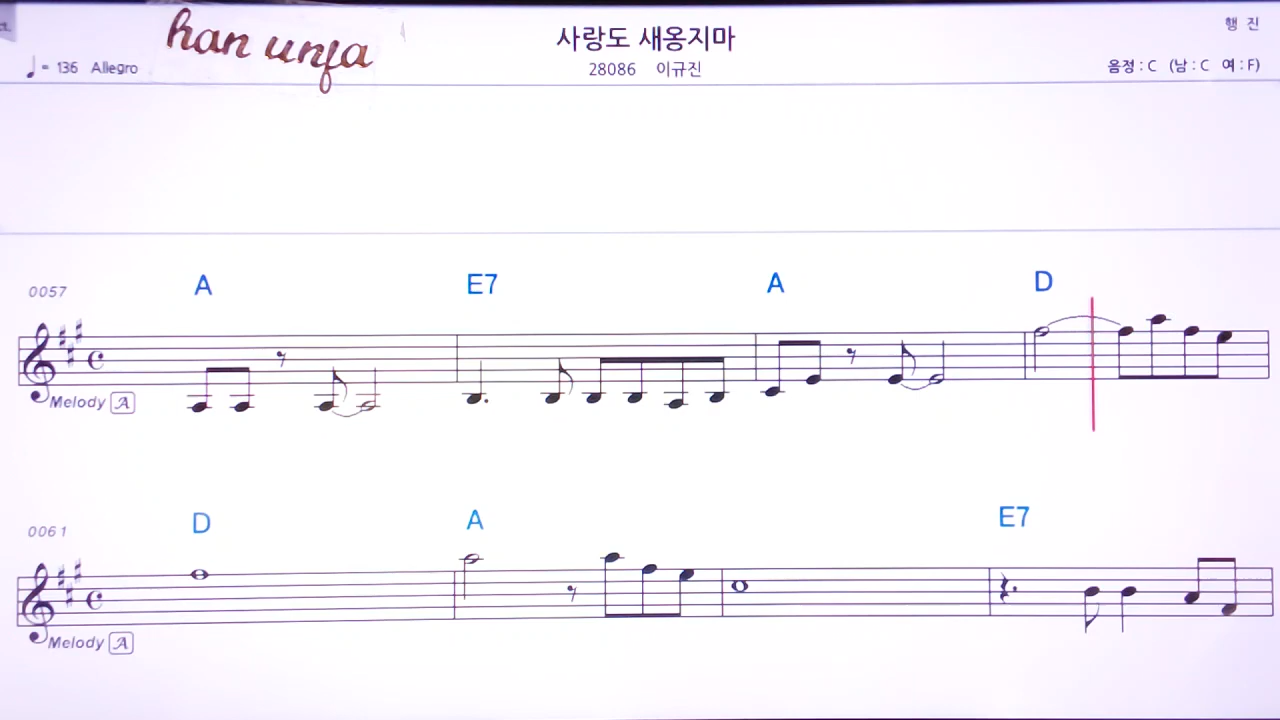 han unfa
사랑도 새옹지마
행 진
♩= 136 Allegro
28086 이규진
음정 : C (남 : C 여 : F)
0057
A E7 A D
Melody A
0061
D A E7
Melody A